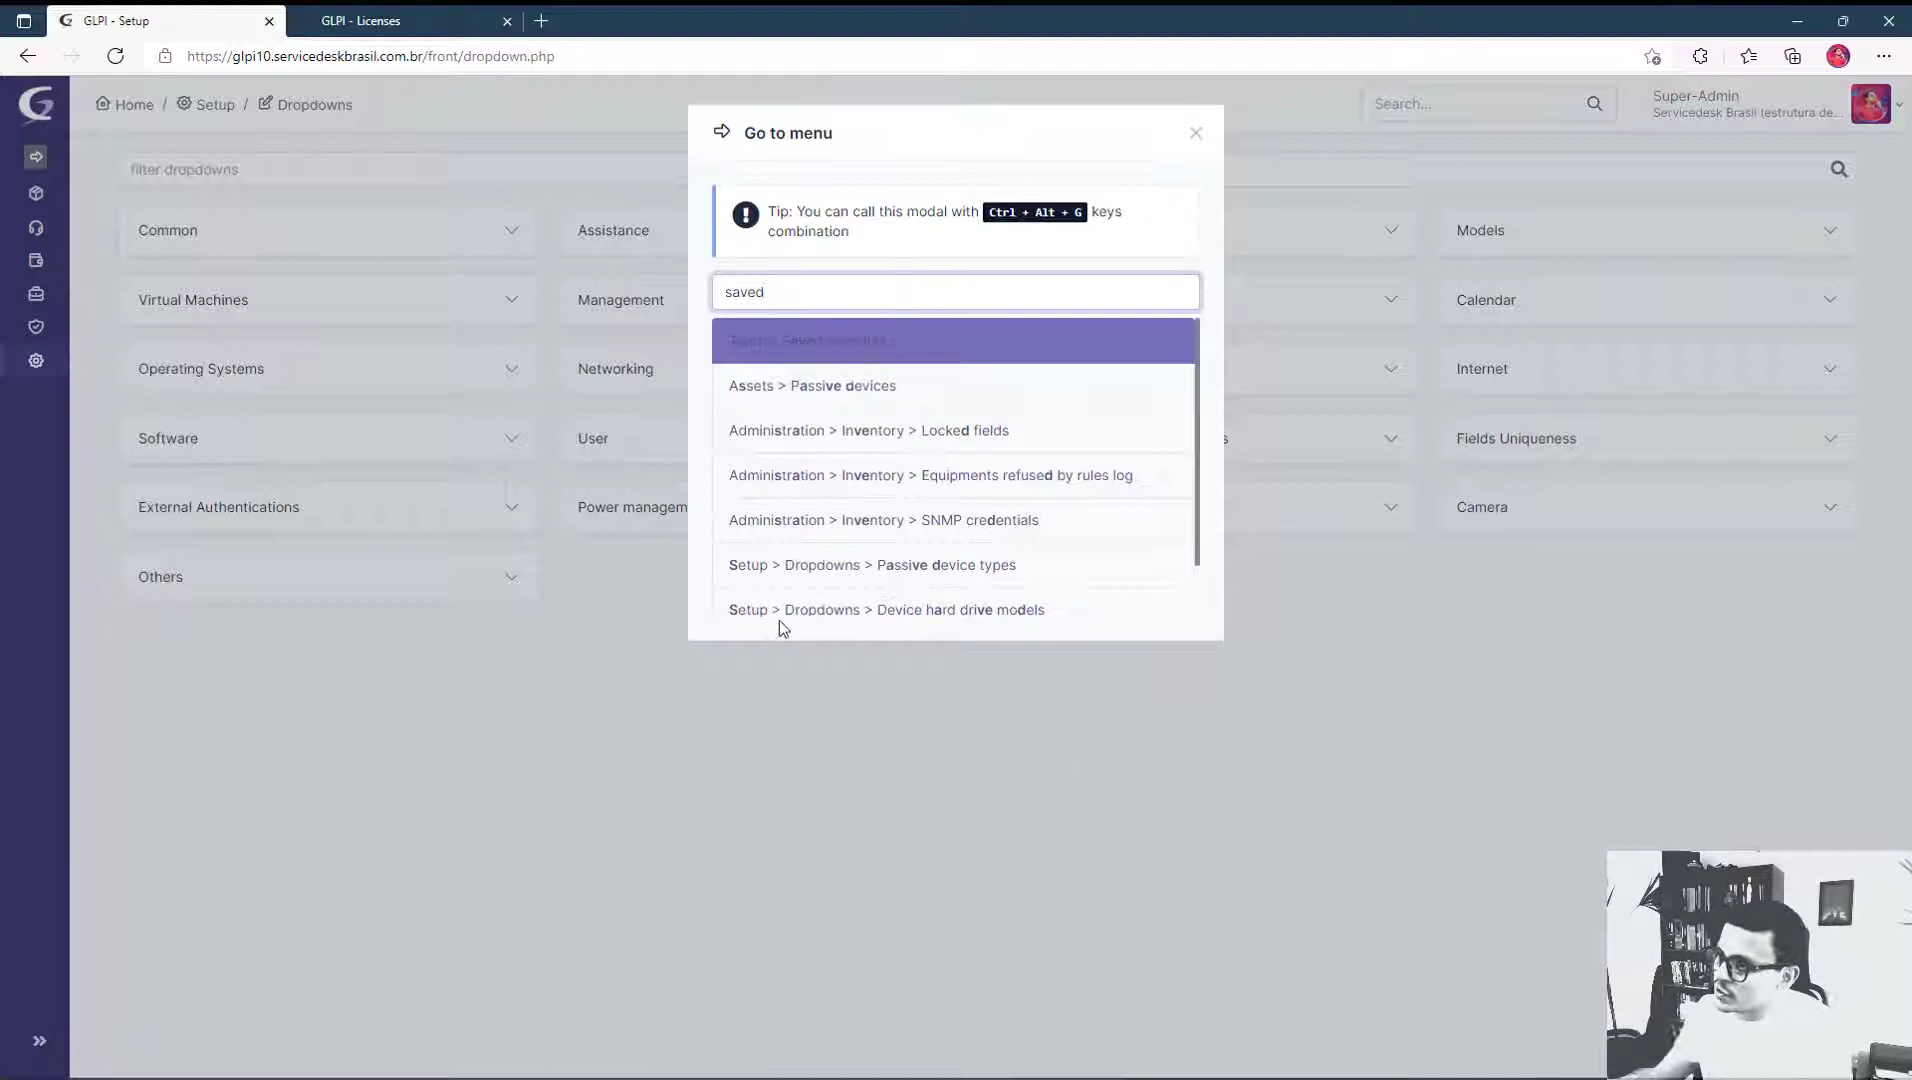 GLPI - Setup
GLPI - Licenses
https://glpi10.servicedeskbrasil.com.br/front/dropdown.php
Home / Setup / Dropdowns
Search...
Super-Admin
Servicedesk Brasil (estrutura de...
filter dropdowns
Go to menu
Tip: You can call this modal with Ctrl + Alt + G keys
combination
saved
Saved
Assets > Passive devices
Administration > Inventory > Locked fields
Administration > Inventory > Equipments refused by rules log
Administration > Inventory > SNMP credentials
Setup > Dropdowns > Passive device types
Setup > Dropdowns > Device hard drive models
Common
Assistance
Models
Virtual Machines
Management
Calendar
Operating Systems
Networking
Internet
Software
User
s
Fields Uniqueness
External Authentications
Power managem
Camera
Others